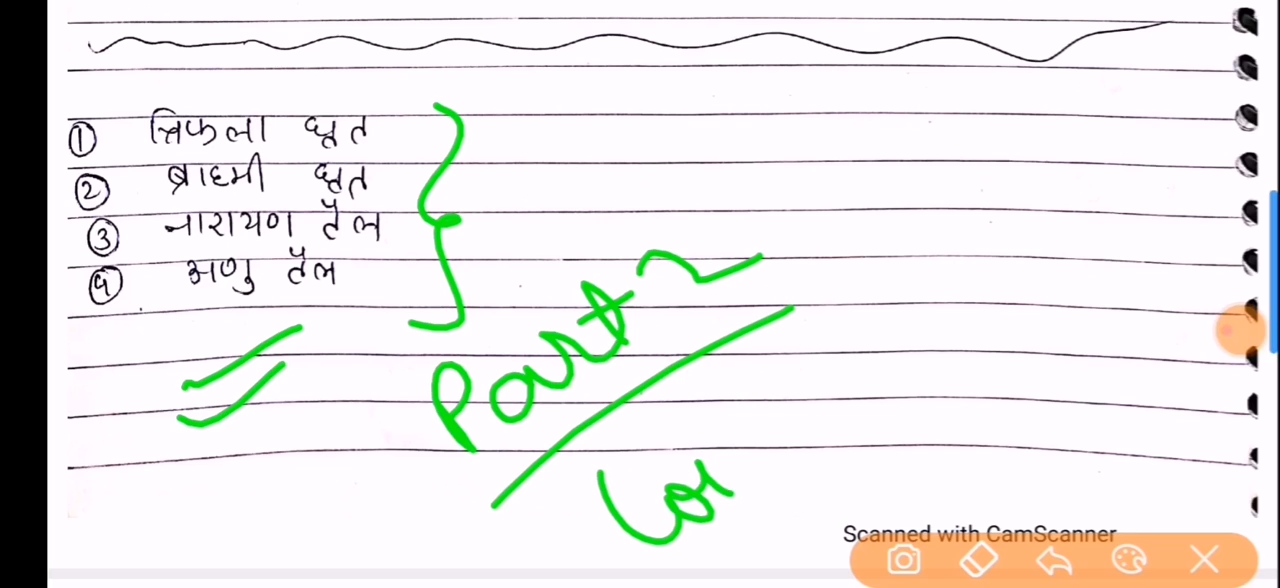 ① त्रिफला घृत
② ब्राह्मी घृत
③ नारायण तैल
④ अणु तैल
Part 2
Scanned with CamScanner